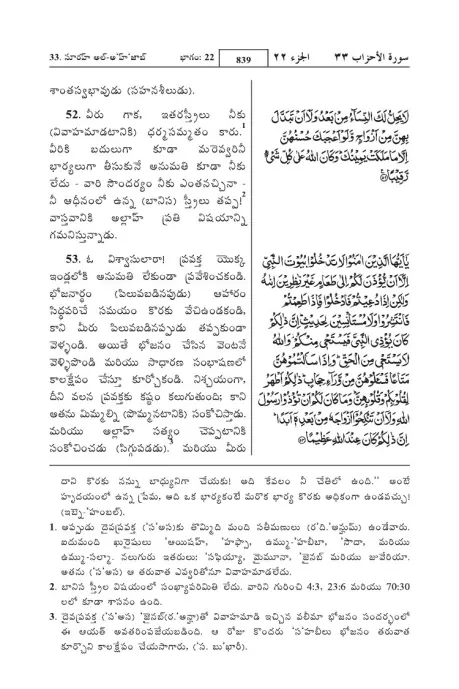 33. సూరహ్ అల్-అ'హ్'జాబ్ భాగం: 22 839 الجزء ٢٢ سورة الأحزاب ٣٣
శాంతస్వభావుడు (సహనశీలుడు).
52. వీరు గాక, ఇతరస్త్రీలు నీకు
(వివాహమాడటానికి) ధర్మసమ్మతం కారు.1
వీరికి బదులుగా కూడా మరెవ్వరినీ
భార్యలుగా తీసుకునే అనుమతి కూడా నీకు
లేదు - వారి సౌందర్యం నీకు ఎంతనచ్చినా -
నీ ఆధీనంలో ఉన్న (బానిస) స్త్రీలు తప్ప!2
వాస్తవానికి అల్లాహ్ ప్రతి విషయాన్ని
గమనిస్తున్నాడు.
لَا يَحِلُّ لَكَ النِّسَاءُ مِنْ بَعْدُ وَلَا أَنْ تَبَدَّلَ
بِهِنَّ مِنْ أَزْوَاجٍ وَلَوْ أَعْجَبَكَ حُسْنُهُنَّ
إِلَّا مَا مَلَكَتْ يَمِينُكَ وَكَانَ اللَّهُ عَلَى كُلِّ شَيْءٍ
رَقِيبًا
53. ఓ విశ్వాసులారా! ప్రవక్త యొక్క
ఇండ్లలోకి అనుమతి లేకుండా ప్రవేశించకండి.
భోజనార్థం (పిలువబడినపుడు) ఆహారం
సిద్ధపరిచే సమయం కొరకు వేచిఉండకండి,
కాని మీరు పిలువబడినప్పుడు తప్పకుండా
వెళ్ళండి. అయితే భోజనం చేసిన వెంటనే
వెళ్ళిపొండి మరియు సాధారణ సంభాషణలో
కాలక్షేపం చేస్తూ కూర్చోకండి. నిశ్చయంగా,
దీని వలన ప్రవక్తకు కష్టం కలుగుతుంది; కాని
అతను మిమ్మల్ని (పొమ్మనటానికి) సంకోచిస్తాడు.
మరియు అల్లాహ్ సత్యం చెప్పటానికి
సంకోచించడు (సిగ్గుపడడు).3 మరియు మీరు
يَا أَيُّهَا الَّذِينَ آمَنُوا لَا تَدْخُلُوا بُيُوتَ النَّبِيِّ
إِلَّا أَنْ يُؤْذَنَ لَكُمْ إِلَى طَعَامٍ غَيْرَ نَاظِرِينَ إِنَاهُ
وَلَكِنْ إِذَا دُعِيتُمْ فَادْخُلُوا فَإِذَا طَعِمْتُمْ
فَانْتَشِرُوا وَلَا مُسْتَأْنِسِينَ لِحَدِيثٍ إِنَّ ذَلِكُمْ
كَانَ يُؤْذِي النَّبِيَّ فَيَسْتَحْيِي مِنْكُمْ وَاللَّهُ
لَا يَسْتَحْيِي مِنَ الْحَقِّ وَإِذَا سَأَلْتُمُوهُنَّ
مَتَاعًا فَاسْأَلُوهُنَّ مِنْ وَرَاءِ حِجَابٍ ذَلِكُمْ أَطْهَرُ
لِقُلُوبِكُمْ وَقُلُوبِهِنَّ وَمَا كَانَ لَكُمْ أَنْ تُؤْذُوا رَسُولَ
اللَّهِ وَلَا أَنْ تَنْكِحُوا أَزْوَاجَهُ مِنْ بَعْدِهِ أَبَدًا
إِنَّ ذَلِكُمْ كَانَ عِنْدَ اللَّهِ عَظِيمًا
దాని కొరకు నన్ను బాధ్యునిగా చేయకు! అది కేవలం నీ చేతిలో ఉంది." అంటే
హృదయంలో ఉన్న ప్రేమ, అది ఒక భార్యకంటే మరొక భార్య కొరకు అధికంగా ఉండవచ్చు!
(ఇబ్నె-'హంబల్).
1. అప్పుడు దైవప్రవక్త ('స'అస)కు తొమ్మిది మంది సతీమణులు (ర'ది.'అన్హుమ్) ఉండేవారు.
ఐదుమంది ఖురైషులు 'ఆయిషహ్, 'హఫ్సా, ఉమ్ము-'హబీబా, 'సౌదా, మరియు
ఉమ్ము-సల్మా. నలుగురు ఇతరులు: 'సఫియ్యా, మైమూనా, 'జైనబ్ మరియు జువేరియా.
అతను ('స'అస) ఆ తరువాత ఎవ్వరితోనూ వివాహమాడలేదు.
2. బానిస స్త్రీల విషయంలో సంఖ్యాపరిమితి లేదు. వారిని గురించి 4:3, 23:6 మరియు 70:30
లలో కూడా శాసనం ఉంది.
3. దైవప్రవక్త ('స'అస) 'జైనబ్(ర.'అన్హా)తో వివాహమాడి ఇచ్చిన వలీమా భోజనం సందర్భంలో
ఈ ఆయత్ అవతరింపజేయబడింది. ఆ రోజు కొందరు 'స'హాబీలు భోజనం తరువాత
కూర్చొని కాలక్షేపం చేయసాగారు, ('స. బు'ఖారీ).